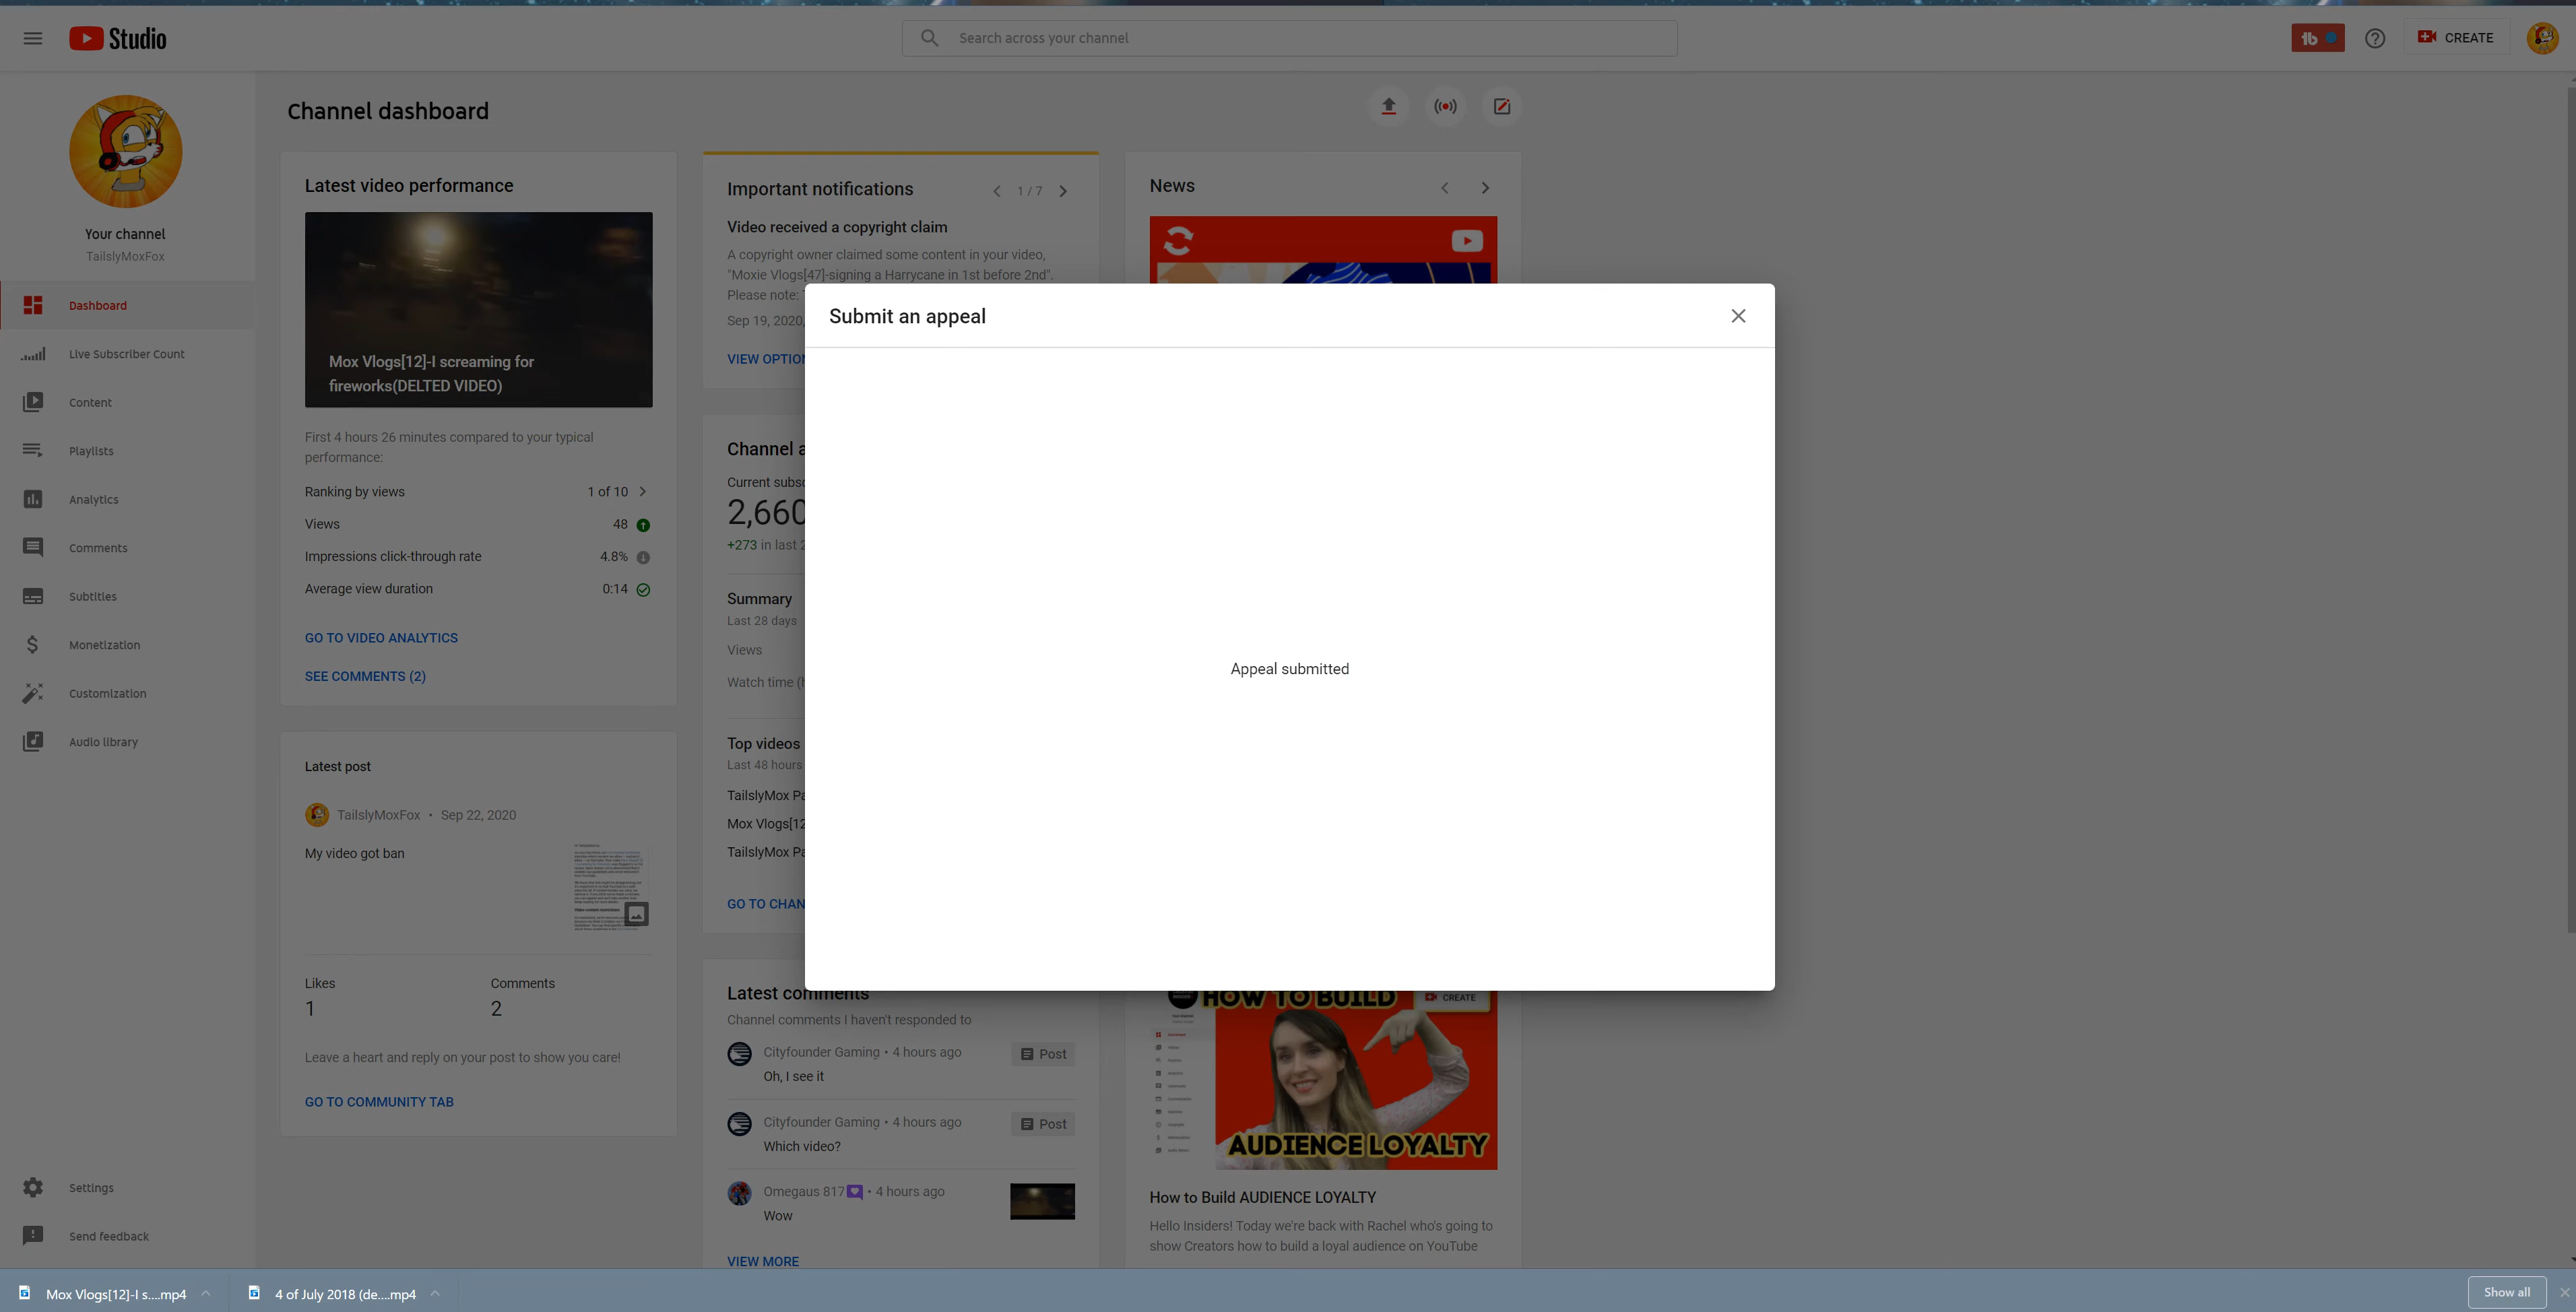 Studio
Search across your channel
CREATE
Your channel
TailslyMoxFox
Dashboard
Live Subscriber Count
Content
Playlists
Analytics
Comments
Subtitles
Monetization
Customization
Audio library
Settings
Send feedback
Channel dashboard
Latest video performance
Mox Vlogs[12]-I screaming for
fireworks(DELTED VIDEO)
First 4 hours 26 minutes compared to your typical
performance:
Ranking by views 1 of 10
Views 48
Impressions click-through rate 4.8%
Average view duration 0:14
GO TO VIDEO ANALYTICS
SEE COMMENTS (2)
Latest post
TailslyMoxFox • Sep 22, 2020
My video got ban
Likes Comments
1 2
Leave a heart and reply on your post to show you care!
GO TO COMMUNITY TAB
Important notifications 1 / 7
Video received a copyright claim
A copyright owner claimed some content in your video,
"Moxie Vlogs[47]-signing a Harrycane in 1st before 2nd".
Please note:
Sep 19, 2020,
VIEW OPTION
Channel a
Current subsc
2,660
+273 in last 2
Summary
Last 28 days
Views
Watch time (h
Top videos
Last 48 hours
TailslyMox Pa
Mox Vlogs[12
TailslyMox Pa
GO TO CHAN
Latest comments
Channel comments I haven't responded to
Cityfounder Gaming • 4 hours ago Post
Oh, I see it
Cityfounder Gaming • 4 hours ago Post
Which video?
Omegaus 817 • 4 hours ago
Wow
VIEW MORE
Submit an appeal
Appeal submitted
News
HOW TO BUILD
CREATE
AUDIENCE LOYALTY
How to Build AUDIENCE LOYALTY
Hello Insiders! Today we're back with Rachel who's going to
show Creators how to build a loyal audience on YouTube
Mox Vlogs[12]-I s....mp4
4 of July 2018 (de....mp4
Show all